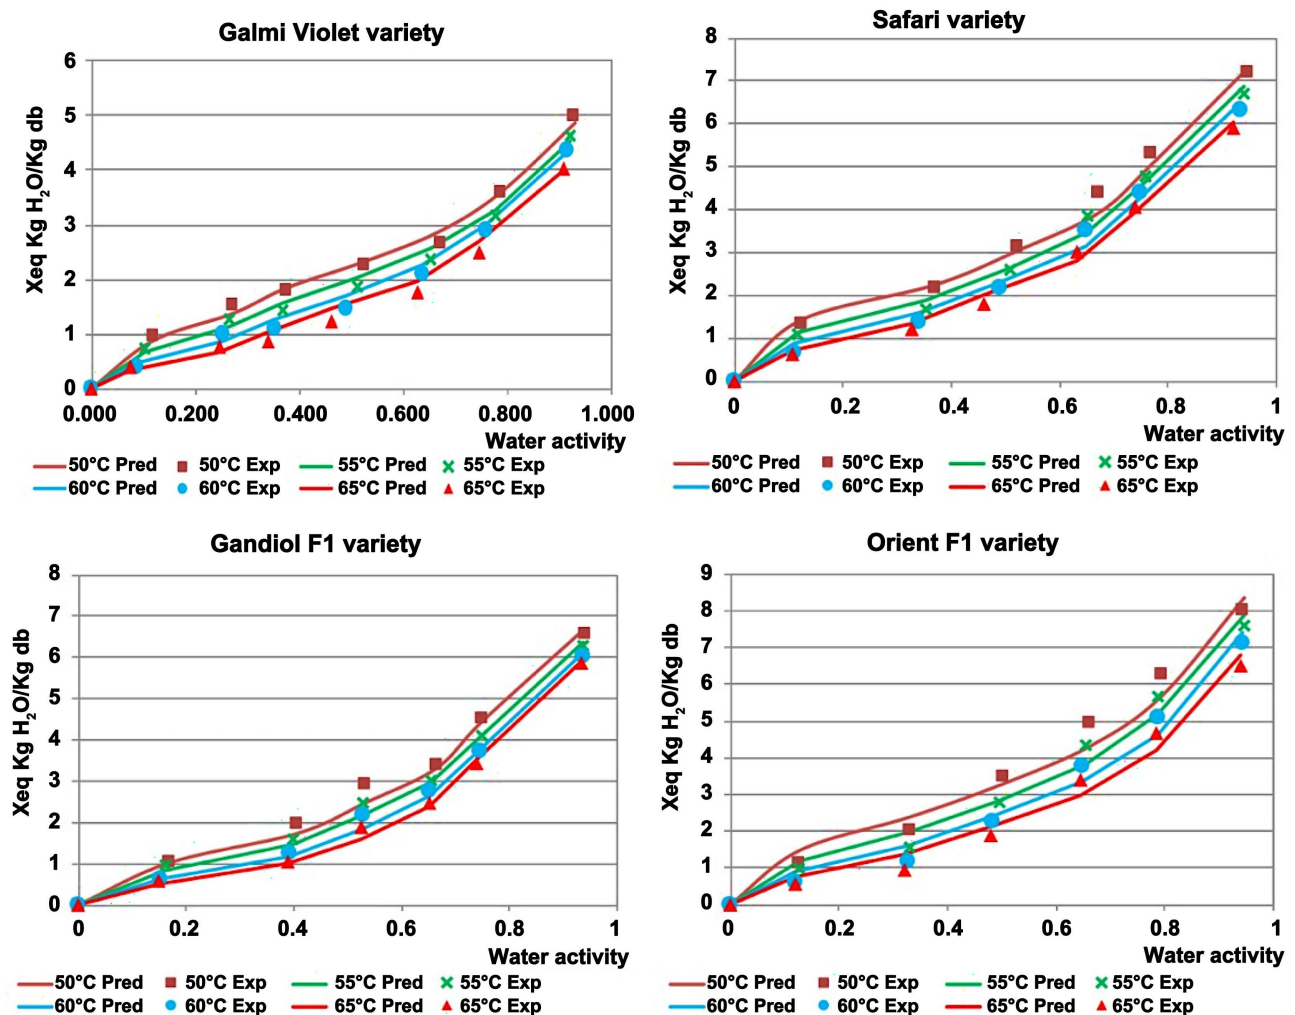 Galmi Violet variety
Xeq Kg H₂O/Kg db
6
5
4
3
2
1
0
0.000 0.200 0.400 0.600 0.800 1.000
Water activity
50°C Pred 50°C Exp 55°C Pred 55°C Exp
60°C Pred 60°C Exp 65°C Pred 65°C Exp
Safari variety
Xeq Kg H₂O/Kg db
8
7
6
5
4
3
2
1
0
0 0.2 0.4 0.6 0.8 1
Water activity
50°C Pred 50°C Exp 55°C Pred 55°C Exp
60°C Pred 60°C Exp 65°C Pred 65°C Exp
Gandiol F1 variety
Xeq Kg H₂O/Kg db
8
7
6
5
4
3
2
1
0
0 0.2 0.4 0.6 0.8 1
Water activity
50°C Pred 50°C Exp 55°C Pred 55°C Exp
60°C Pred 60°C Exp 65°C Pred 65°C Exp
Orient F1 variety
Xeq Kg H₂O/Kg db
9
8
7
6
5
4
3
2
1
0
0 0.2 0.4 0.6 0.8 1
Water activity
50°C Pred 50°C Exp 55°C Pred 55°C Exp
60°C Pred 60°C Exp 65°C Pred 65°C Exp